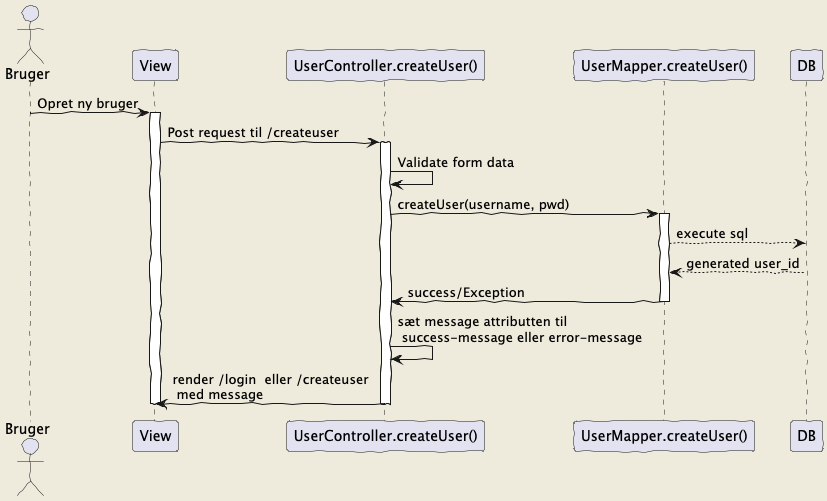 Bruger
View
UserController.createUser()
UserMapper.createUser()
DB
Opret ny bruger
Post request til /createuser
Validate form data
createUser(username, pwd)
execute sql
generated user_id
success/Exception
sæt message attributten til
success-message eller error-message
render /login  eller /createuser
med message
Bruger
View
UserController.createUser()
UserMapper.createUser()
DB